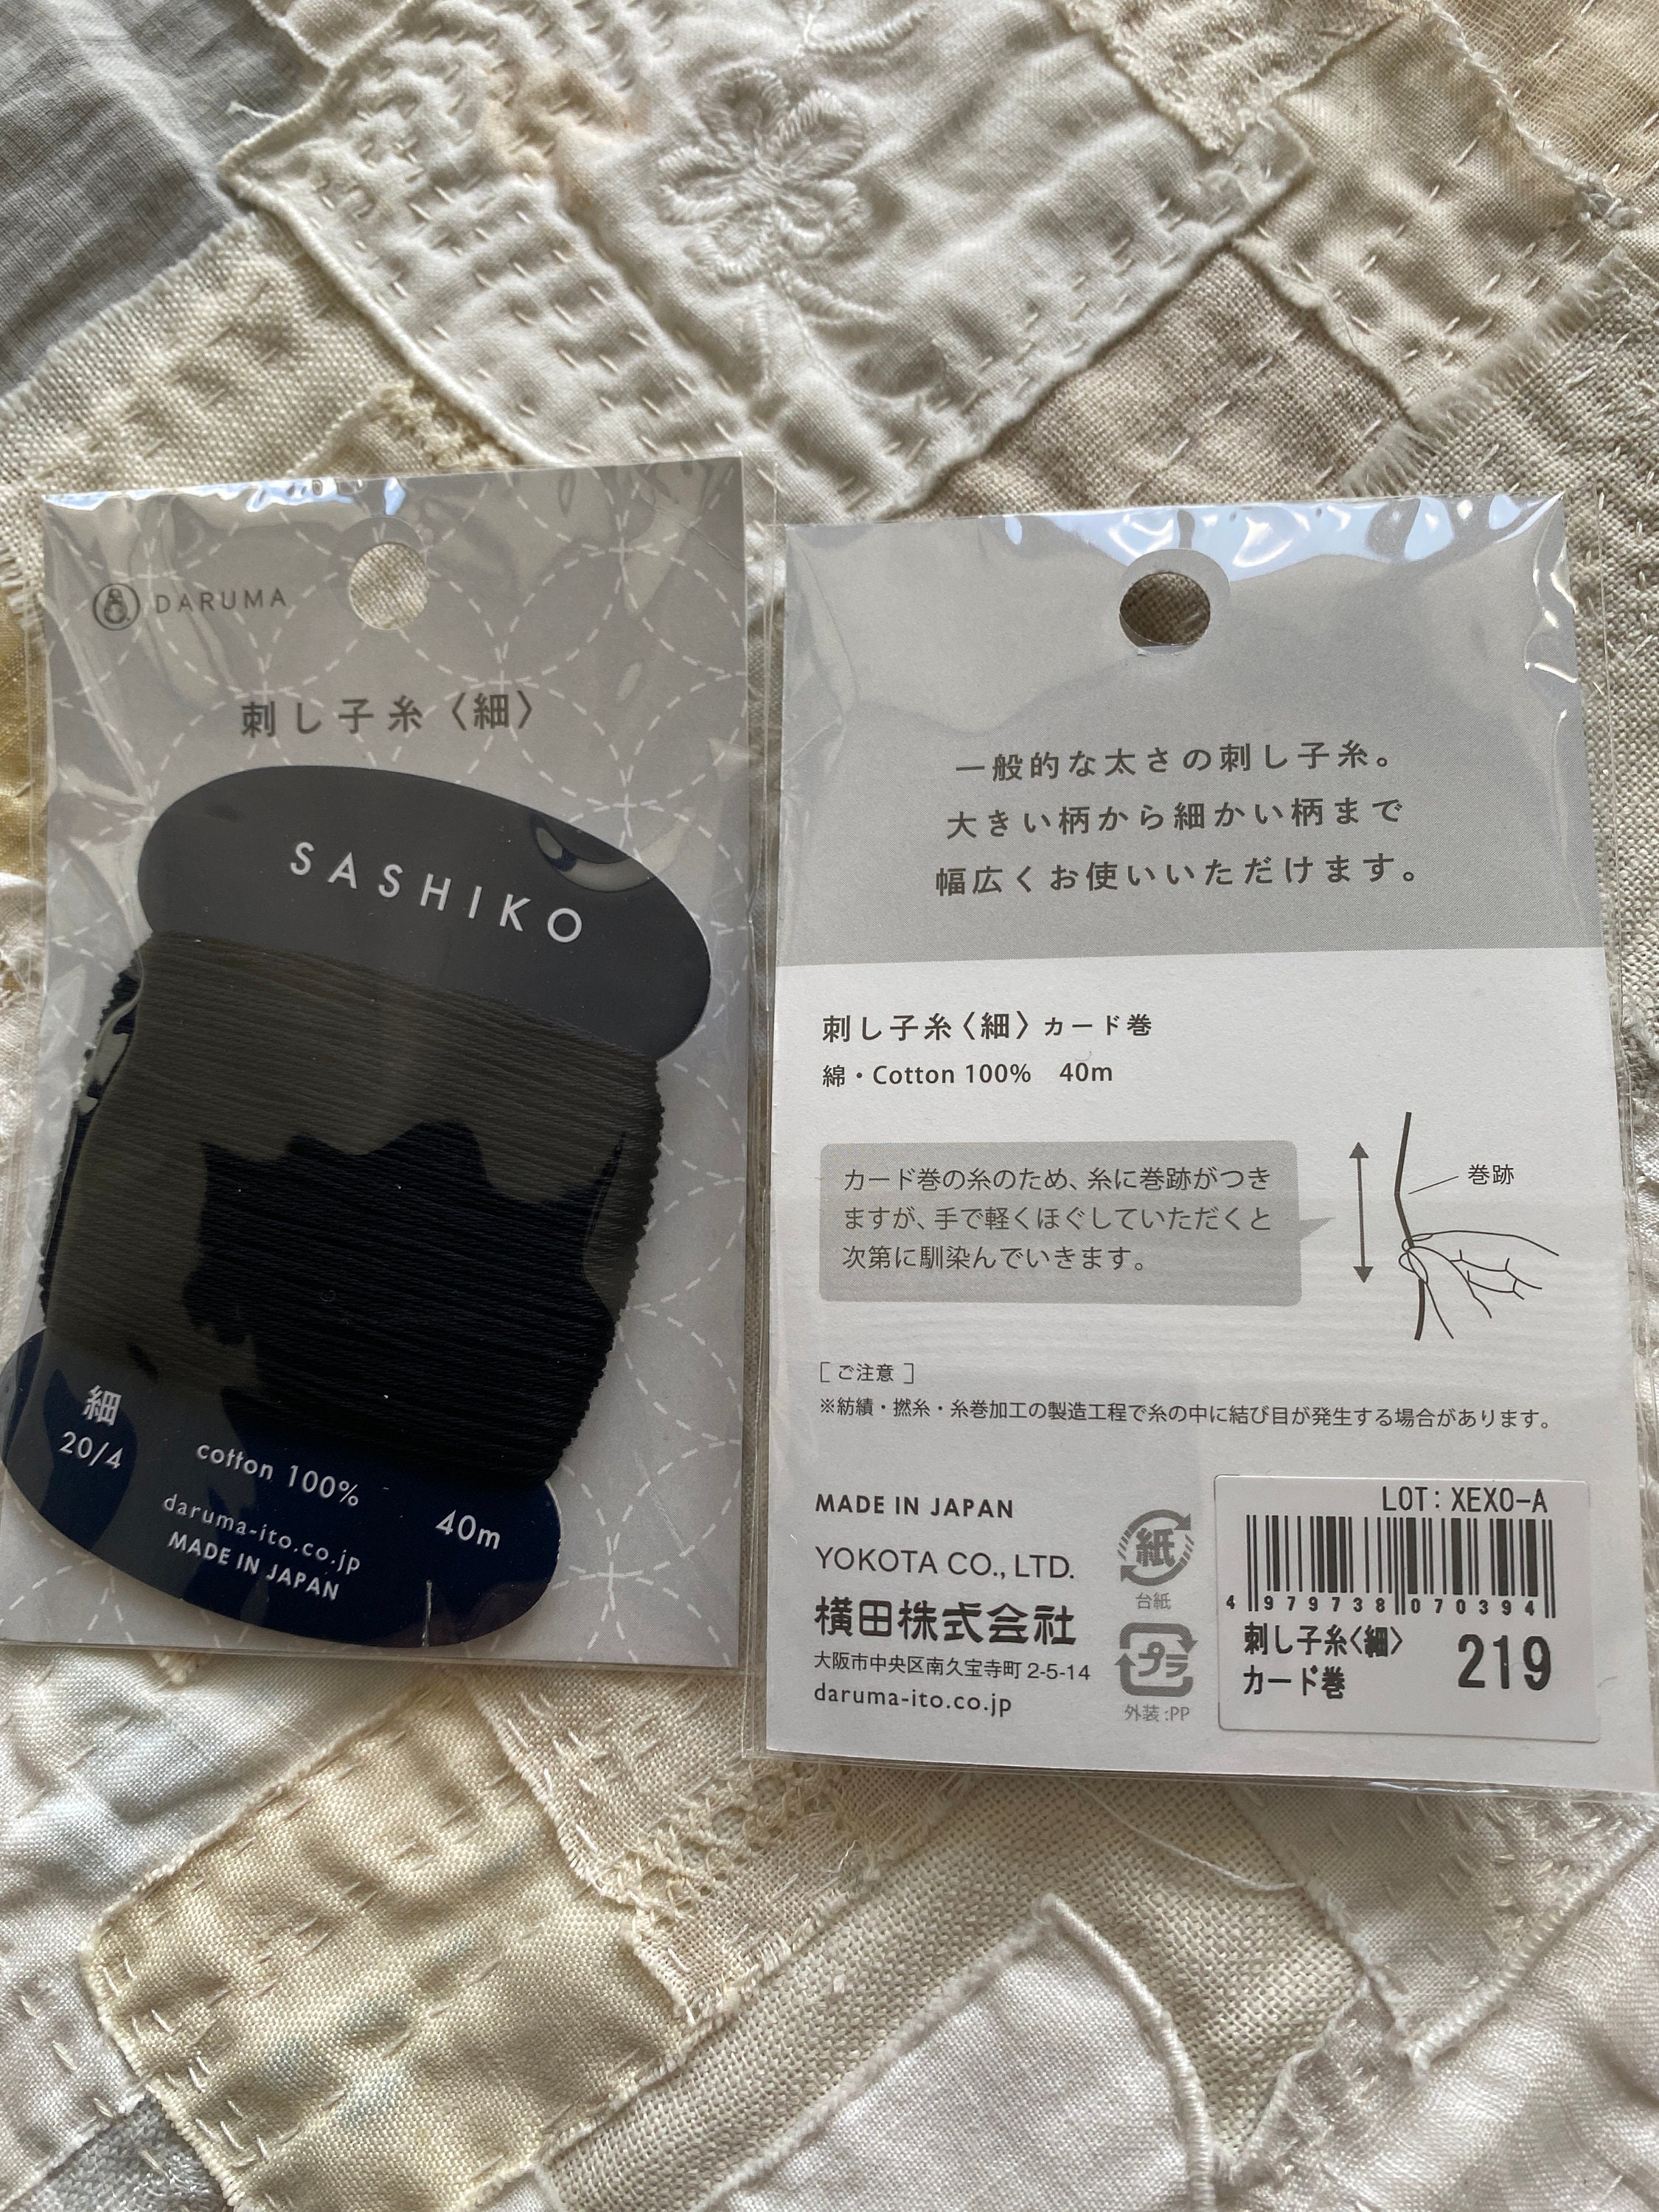 DARUMA
刺し子糸〈細〉
SASHIKO
細
20/4
cotton 100%
40m
daruma-ito.co.jp
MADE IN JAPAN
一般的な太さの刺し子糸。
大きい柄から細かい柄まで
幅広くお使いいただけます。
刺し子糸〈細〉カード巻
綿・Cotton 100% 40m
カード巻の糸のため、糸に巻跡がつき
ますが、手で軽くほぐしていただくと
次第に馴染んでいきます。
巻跡
[ ご注意 ]
※紡績・撚糸・糸巻加工の製造工程で糸の中に結び目が発生する場合があります。
MADE IN JAPAN
YOKOTA CO., LTD.
横田株式会社
大阪市中央区南久宝寺町 2-5-14
daruma-ito.co.jp
紙
台紙
プラ
外装:PP
LOT: XEXO-A
4 979738 070394
刺し子糸〈細〉
カード巻
219